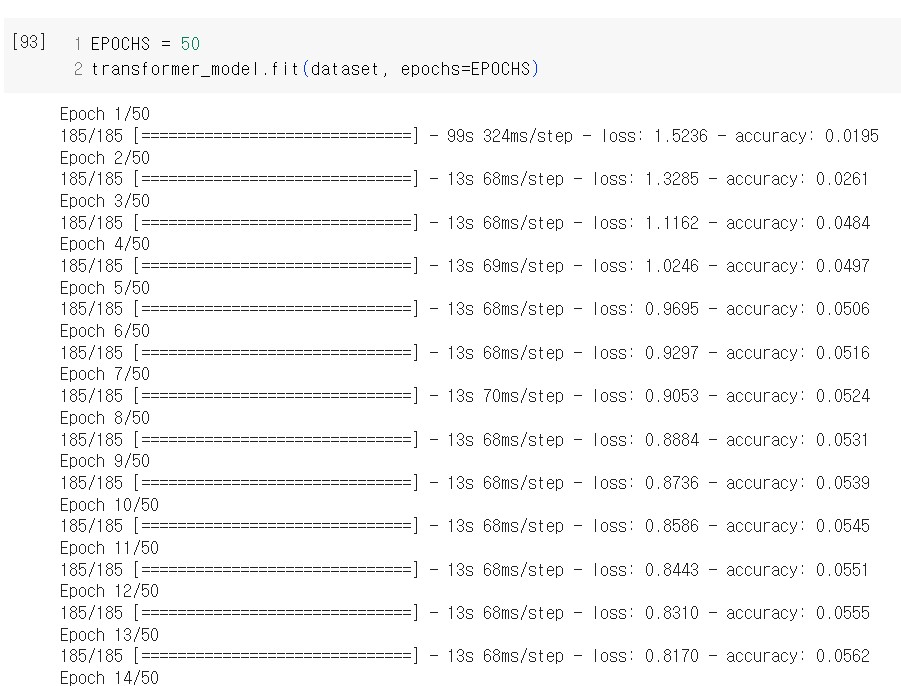 [93] 1 EPOCHS = 50
2 transformer_model.fit(dataset, epochs=EPOCHS)
Epoch 1/50
185/185 [==============================] - 99s 324ms/step - loss: 1.5236 - accuracy: 0.0195
Epoch 2/50
185/185 [==============================] - 13s 68ms/step - loss: 1.3285 - accuracy: 0.0261
Epoch 3/50
185/185 [==============================] - 13s 68ms/step - loss: 1.1162 - accuracy: 0.0484
Epoch 4/50
185/185 [==============================] - 13s 69ms/step - loss: 1.0246 - accuracy: 0.0497
Epoch 5/50
185/185 [==============================] - 13s 68ms/step - loss: 0.9695 - accuracy: 0.0506
Epoch 6/50
185/185 [==============================] - 13s 68ms/step - loss: 0.9297 - accuracy: 0.0516
Epoch 7/50
185/185 [==============================] - 13s 70ms/step - loss: 0.9053 - accuracy: 0.0524
Epoch 8/50
185/185 [==============================] - 13s 68ms/step - loss: 0.8884 - accuracy: 0.0531
Epoch 9/50
185/185 [==============================] - 13s 68ms/step - loss: 0.8736 - accuracy: 0.0539
Epoch 10/50
185/185 [==============================] - 13s 68ms/step - loss: 0.8586 - accuracy: 0.0545
Epoch 11/50
185/185 [==============================] - 13s 68ms/step - loss: 0.8443 - accuracy: 0.0551
Epoch 12/50
185/185 [==============================] - 13s 68ms/step - loss: 0.8310 - accuracy: 0.0555
Epoch 13/50
185/185 [==============================] - 13s 68ms/step - loss: 0.8170 - accuracy: 0.0562
Epoch 14/50